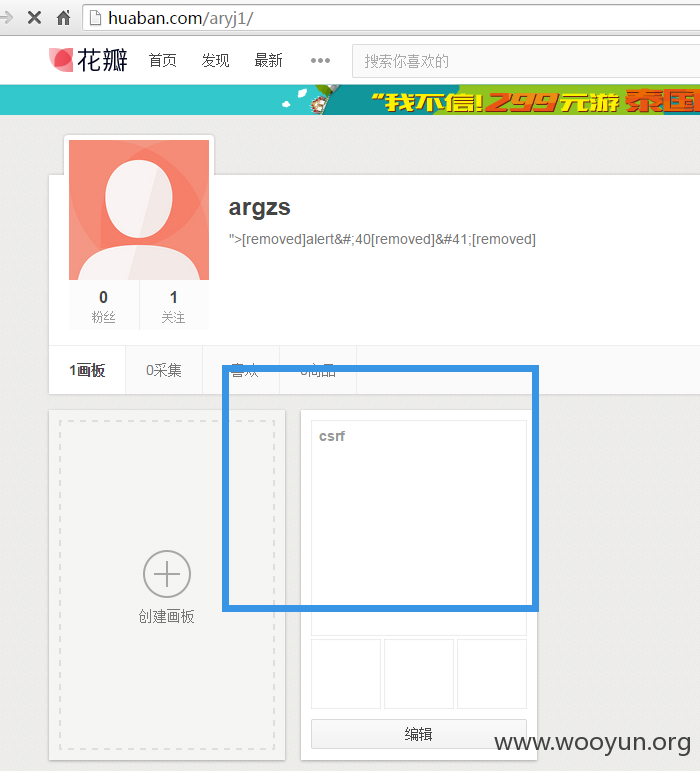 huaban.com/aryj1/
花瓣 首页 发现 最新 ••• 搜索你喜欢的
"我不信!299元游 泰国
argzs
">[removed]alert&#;40[removed]&#41;[removed]
0 1
粉丝 关注
1画板 0采集 喜欢 0商品
csrf
创建画板
编辑
www.wooyun.org